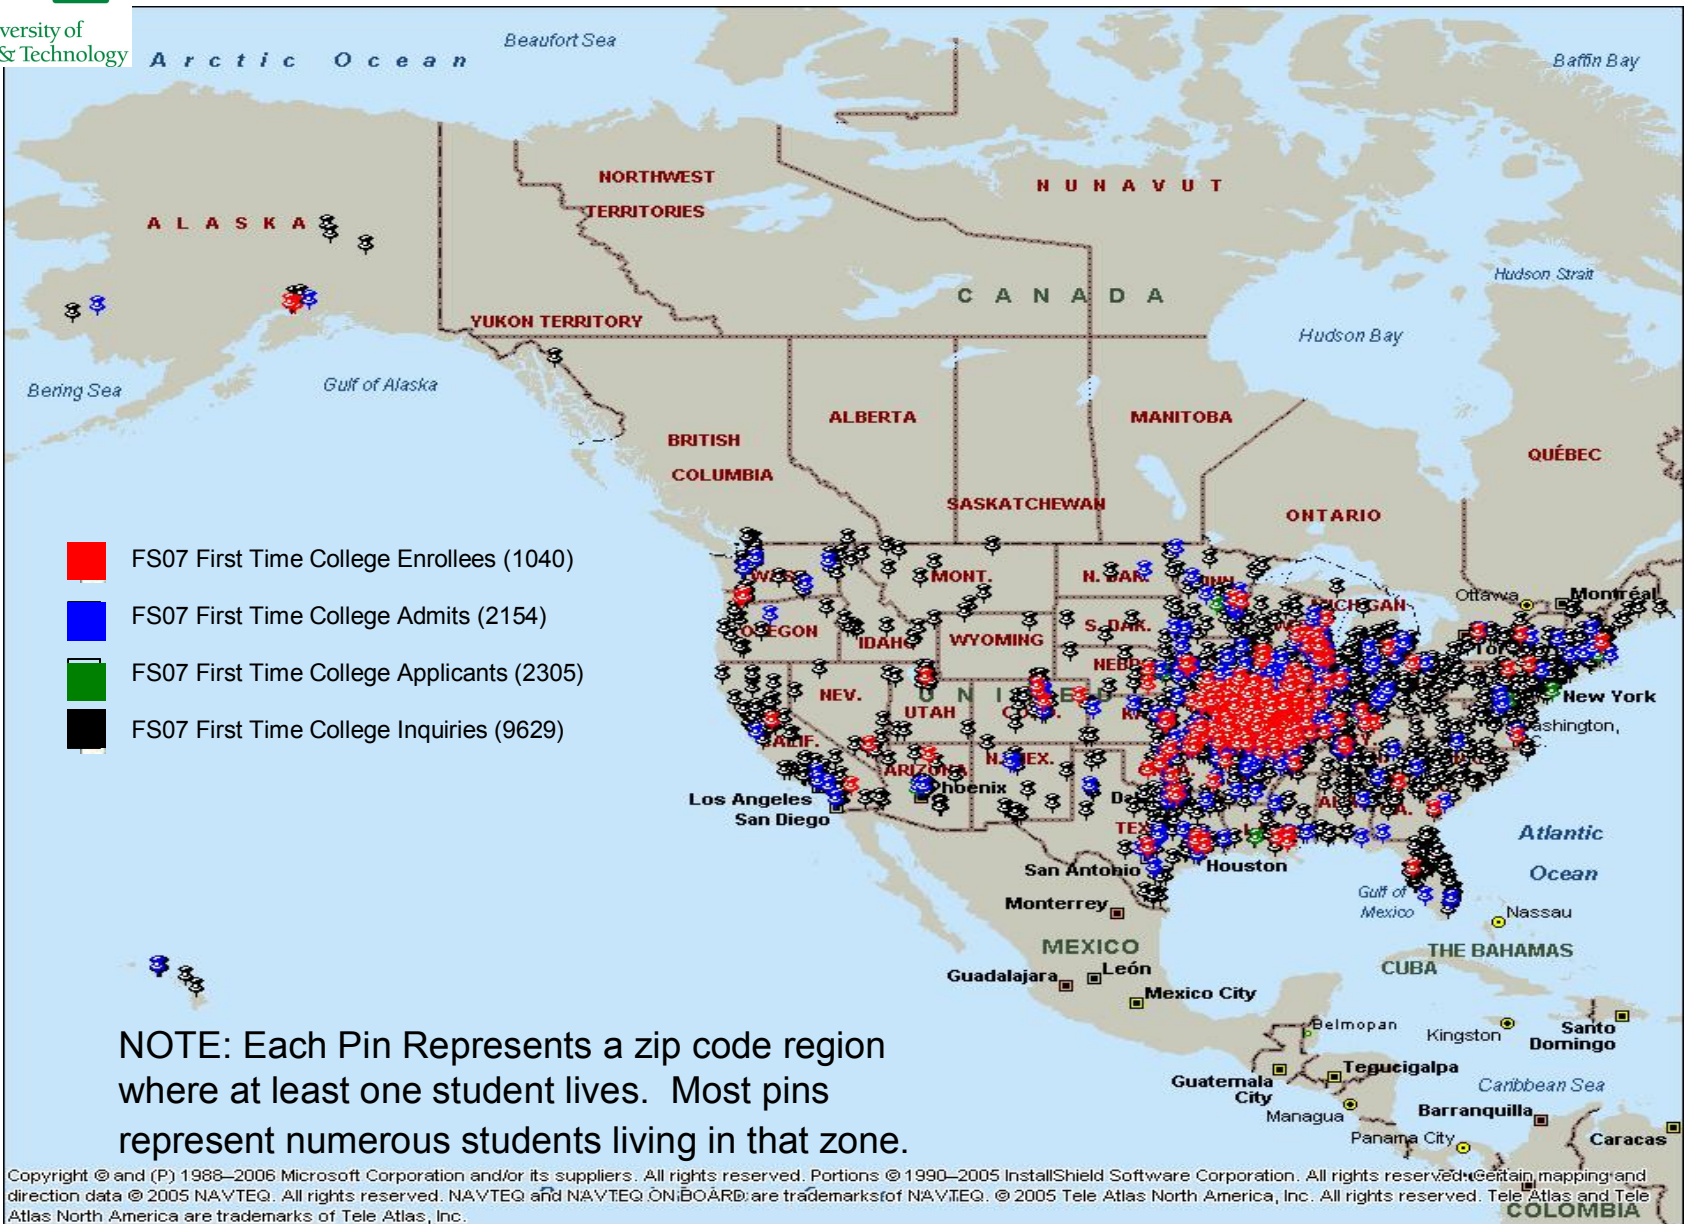 versity of
& Technology
Arctic Ocean
Beaufort Sea
Baffin Bay
NORTHWEST
TERRITORIES
NUNAVUT
ALASKA
Hudson Strait
CANADA
YUKON TERRITORY
Hudson Bay
Bering Sea
Gulf of Alaska
ALBERTA
MANITOBA
BRITISH
COLUMBIA
QUÉBEC
SASKATCHEWAN
ONTARIO
FS07 First Time College Enrollees (1040)
FS07 First Time College Admits (2154)
FS07 First Time College Applicants (2305)
FS07 First Time College Inquiries (9629)
MONT.
N. DAK.
Ottawa
Montréal
MICHIGAN
OREGON
IDAHO
WYOMING
S. DAK.
NEV.
UTAH
New York
Washington,
CALIF.
ARIZONA
N. MEX.
Phoenix
Los Angeles
San Diego
San Antonio
Houston
Atlantic
Ocean
Gulf of
Mexico
Monterrey
Nassau
MEXICO
THE BAHAMAS
CUBA
Guadalajara
León
Mexico City
Belmopan
Kingston
Santo
Domingo
Guatemala
City
Tegucigalpa
Caribbean Sea
Managua
Barranquilla
Panama City
Caracas
NOTE: Each Pin Represents a zip code region
where at least one student lives. Most pins
represent numerous students living in that zone.
Copyright © and (P) 1988–2006 Microsoft Corporation and/or its suppliers. All rights reserved. Portions © 1990–2005 InstallShield Software Corporation. All rights reserved. Certain mapping and
direction data © 2005 NAVTEQ. All rights reserved. NAVTEQ and NAVTEQ ON BOARD are trademarks of NAVTEQ. © 2005 Tele Atlas North America, Inc. All rights reserved. Tele Atlas and Tele
Atlas North America are trademarks of Tele Atlas, Inc.
COLOMBIA